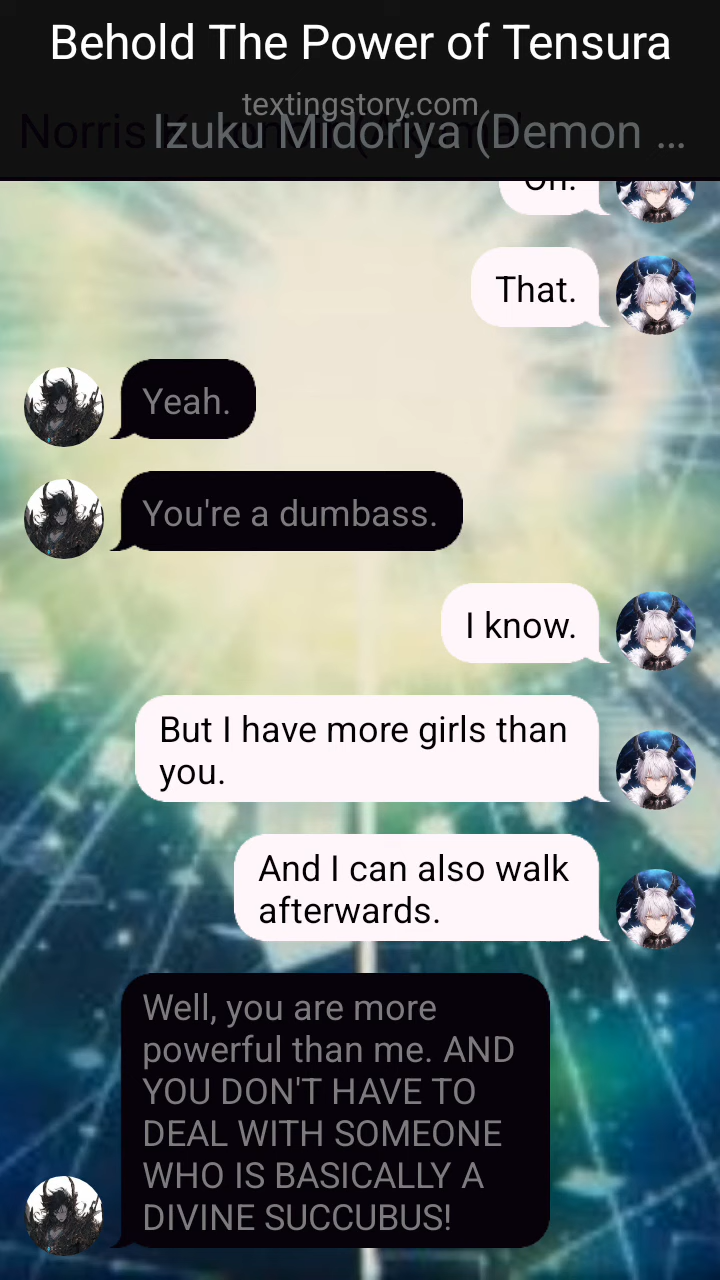 Behold The Power of Tensura
textingstory.com
Norris Izuku Midoriya (Demon ...
Oh.
That.
Yeah.
You're a dumbass.
I know.
But I have more girls than
you.
And I can also walk
afterwards.
Well, you are more
powerful than me. AND
YOU DON'T HAVE TO
DEAL WITH SOMEONE
WHO IS BASICALLY A
DIVINE SUCCUBUS!